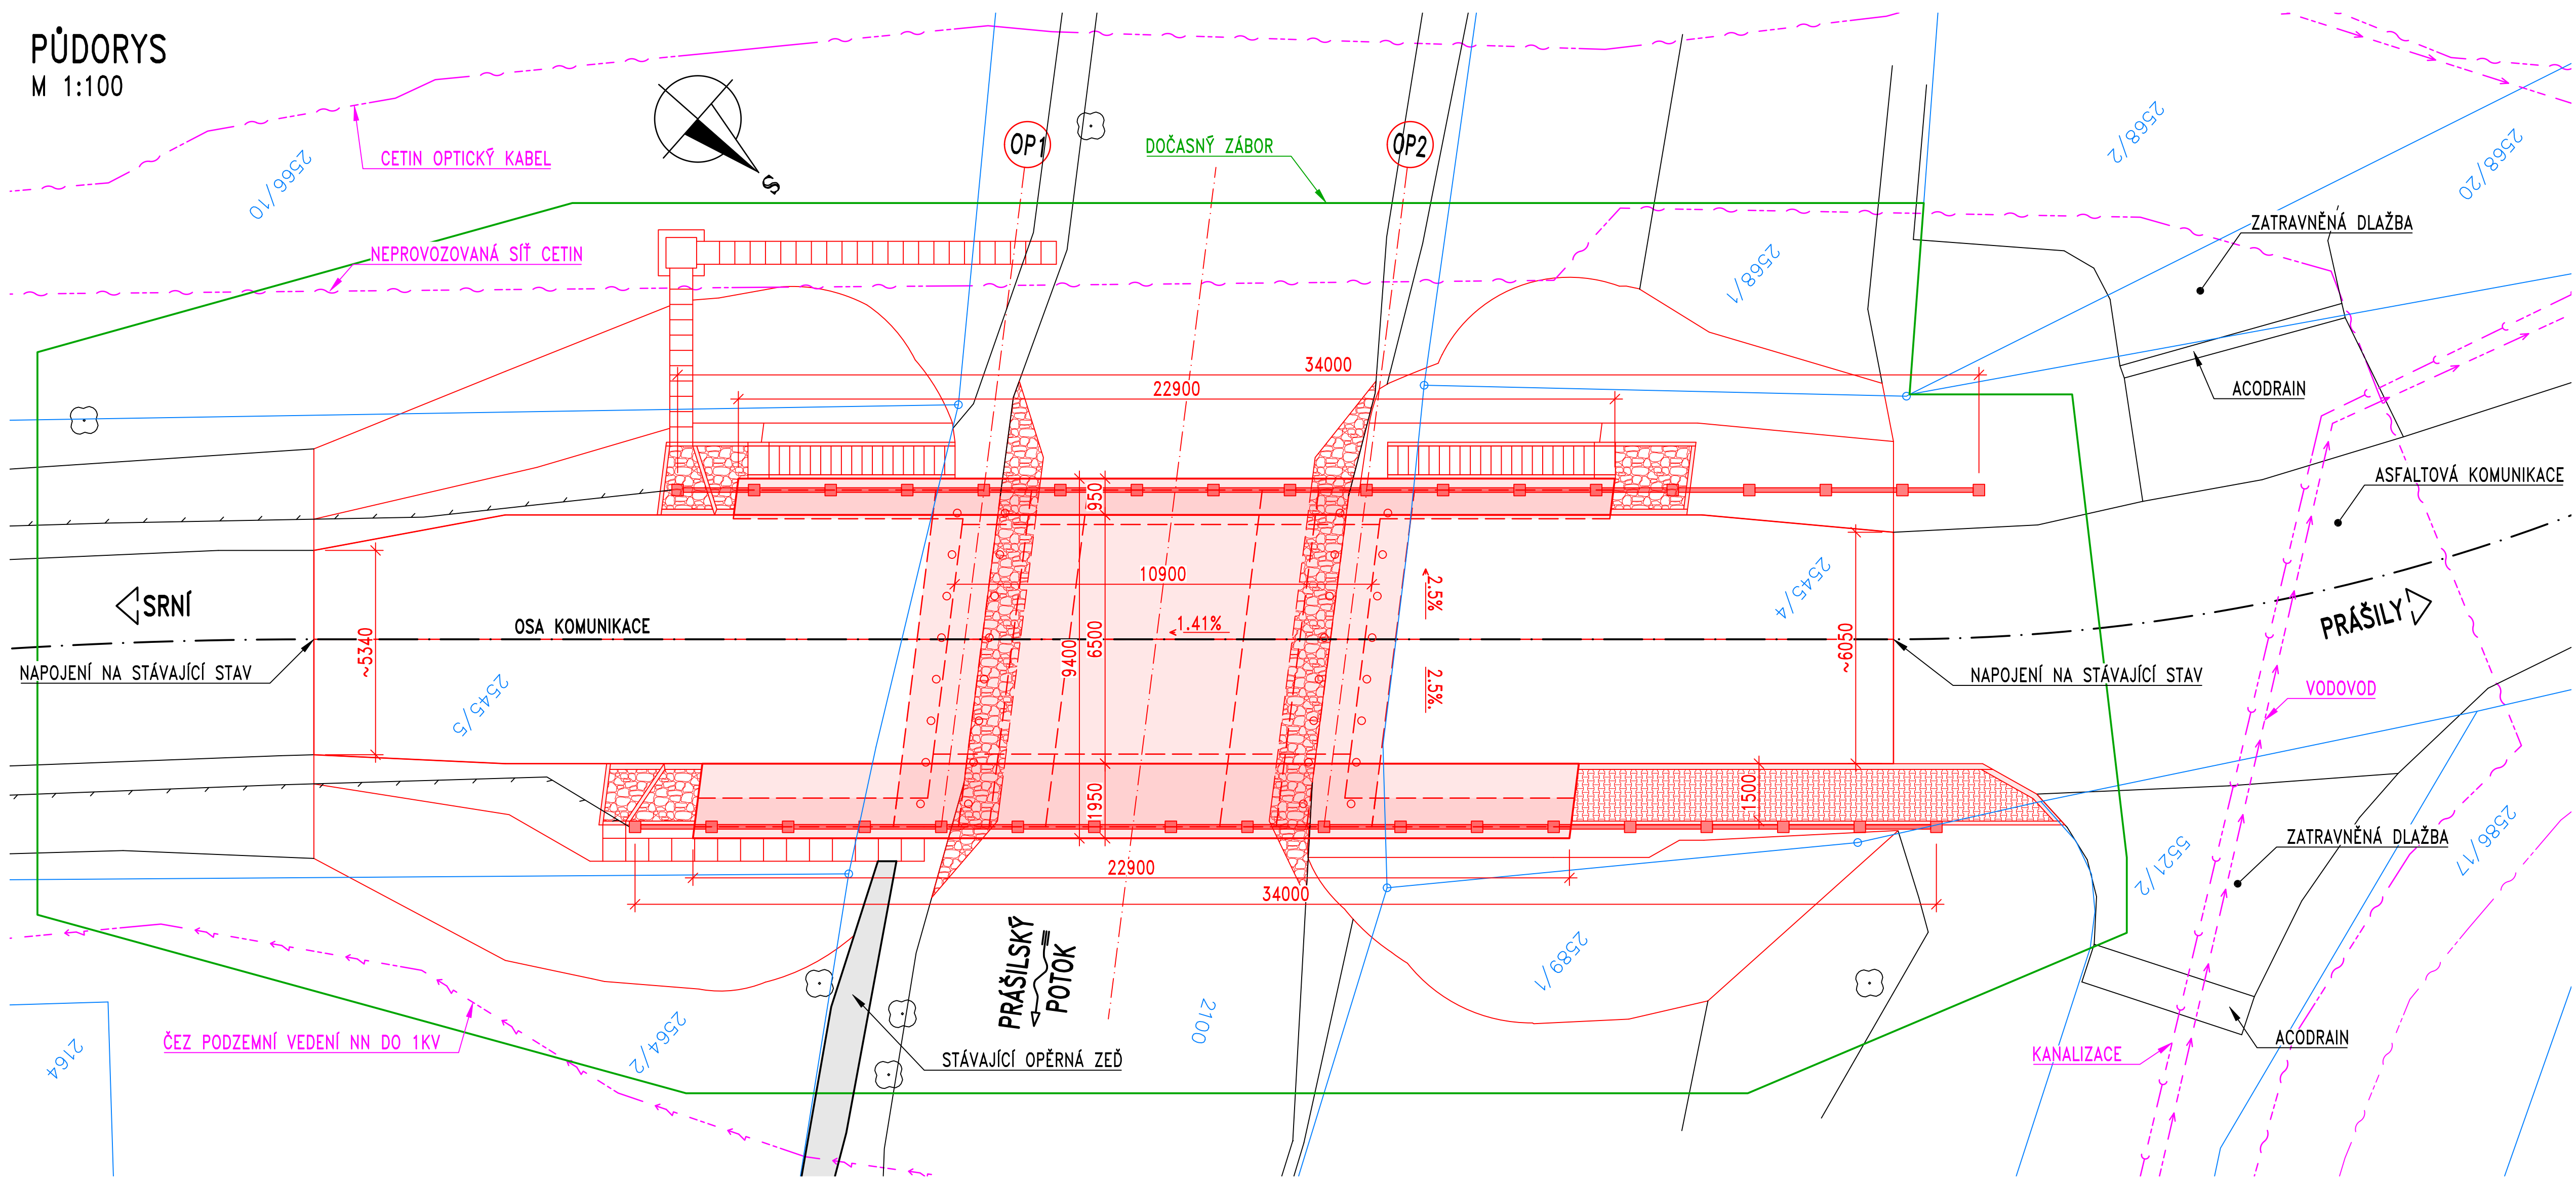 PŮDORYS
M 1:100
CETIN OPTICKÝ KABEL
2566/10
NEPROVOZOVANÁ SÍŤ CETIN
S
OP1
DOČASNÝ ZÁBOR
OP2
2568/1
2568/2
2568/20
ZATRAVNĚNÁ DLAŽBA
ACODRAIN
ASFALTOVÁ KOMUNIKACE
34000
22900
950
10900
1.41%
2.5%
2.5%
6500
9400
1950
1500
~5340
~6050
SRNÍ
OSA KOMUNIKACE
NAPOJENÍ NA STÁVAJÍCÍ STAV
2545/5
2545/4
NAPOJENÍ NA STÁVAJÍCÍ STAV
PRÁŠILY
VODOVOD
22900
34000
ZATRAVNĚNÁ DLAŽBA
2586/17
5521/2
2589/1
PRÁŠILSKÝ
POTOK
2100
STÁVAJÍCÍ OPĚRNÁ ZEĎ
2564/2
ČEZ PODZEMNÍ VEDENÍ NN DO 1KV
2164
KANALIZACE
ACODRAIN